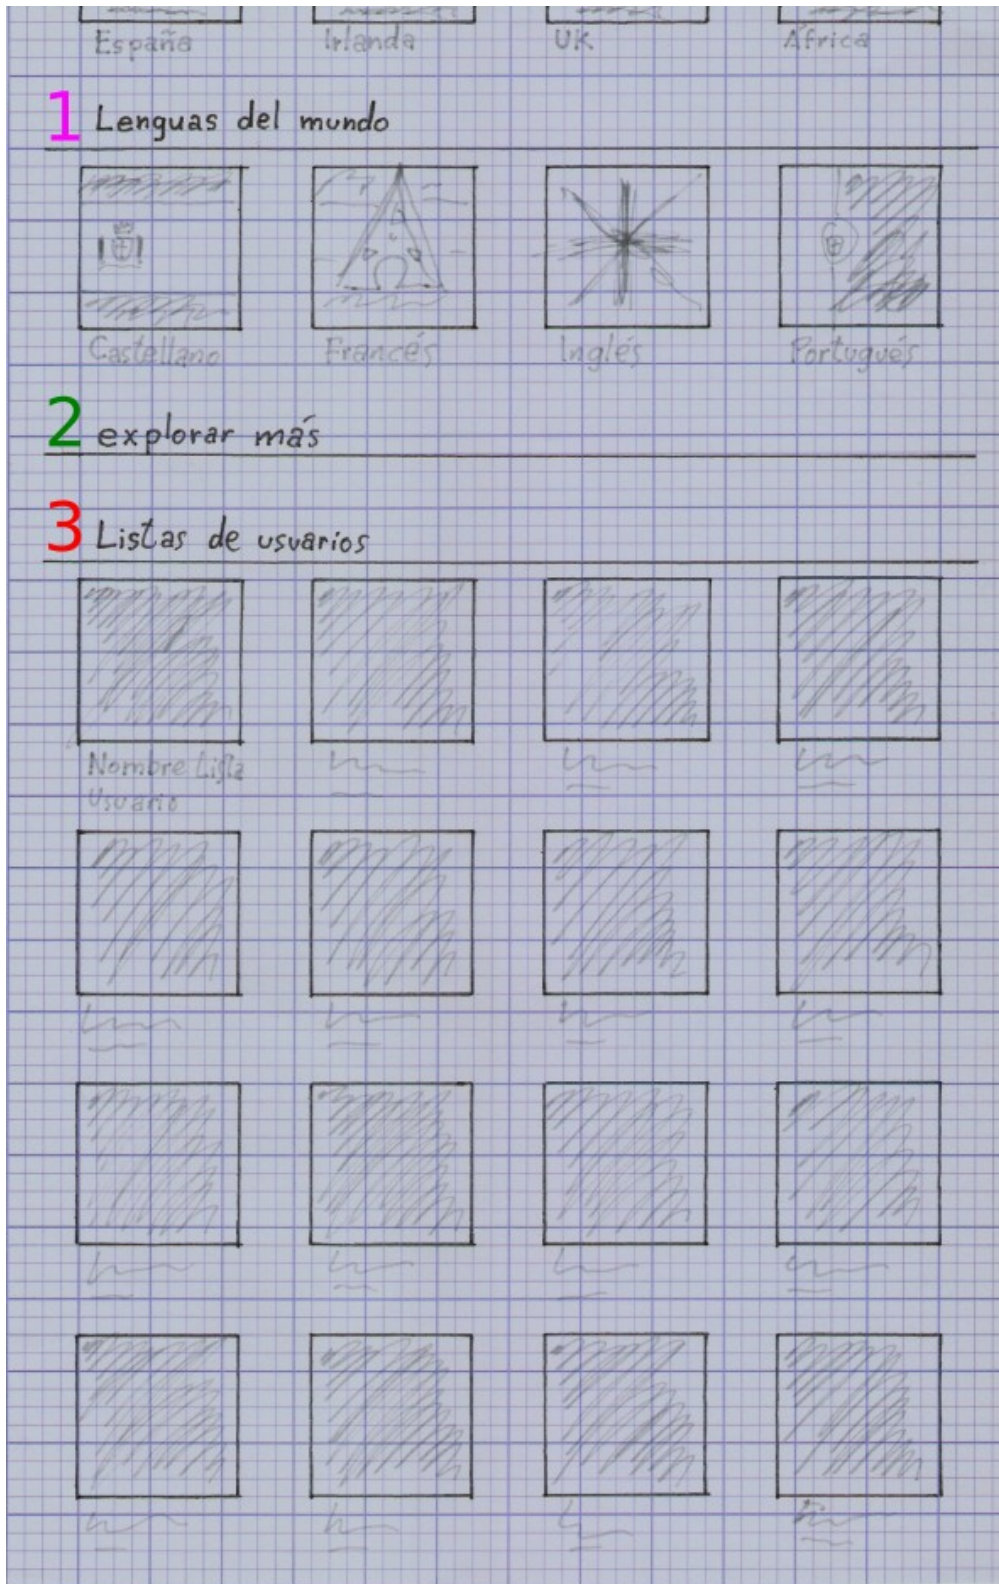 España Irlanda UK África
1 Lenguas del mundo
Castellano Francés Inglés Portugués
2 explorar más
3 Listas de usuarios
Nombre Lista
Usuario